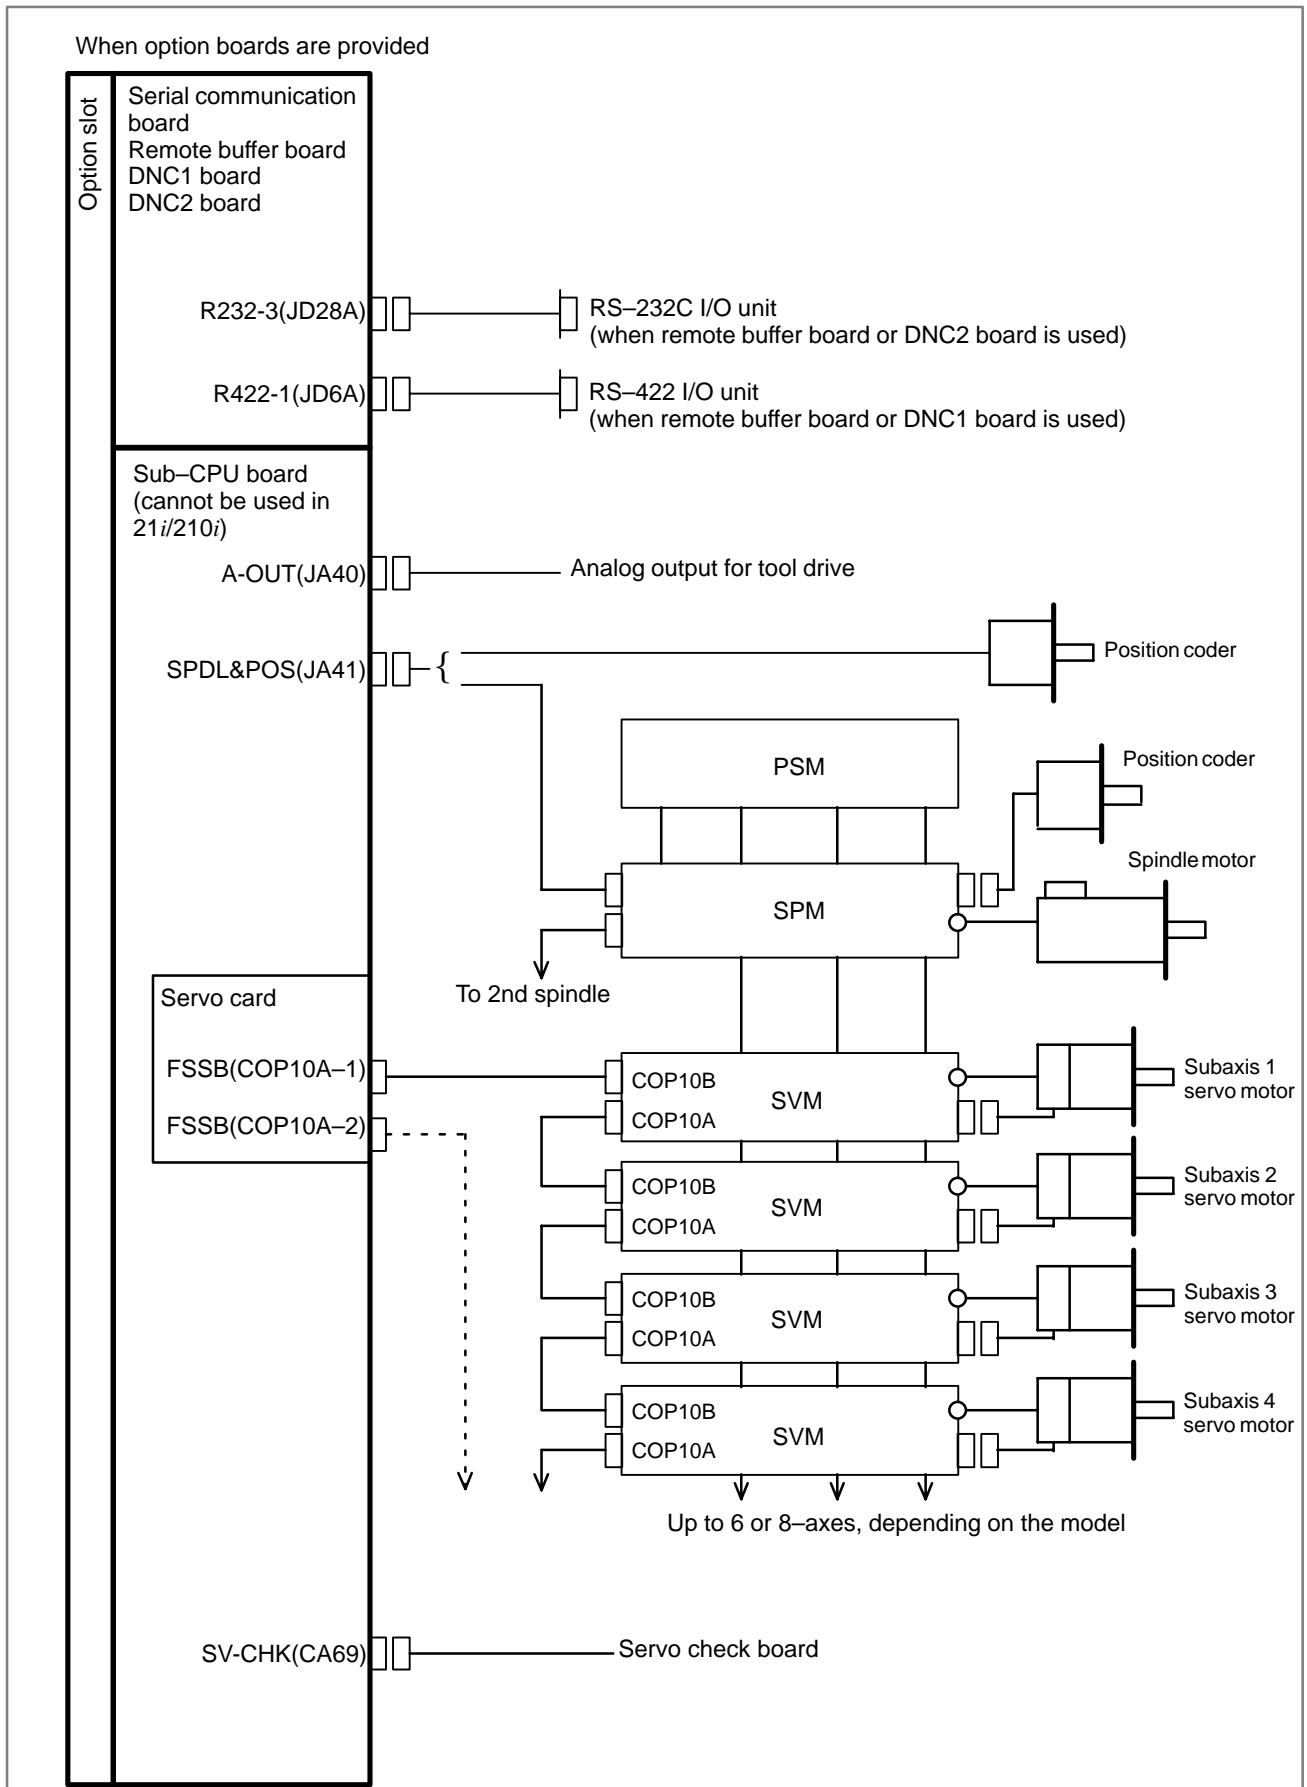 When option boards are provided
Option slot
Serial communication
board
Remote buffer board
DNC1 board
DNC2 board
R232-3(JD28A)
RS–232C I/O unit
(when remote buffer board or DNC2 board is used)
R422-1(JD6A)
RS–422 I/O unit
(when remote buffer board or DNC1 board is used)
Sub–CPU board
(cannot be used in
21i/210i)
A-OUT(JA40)
Analog output for tool drive
SPDL&POS(JA41)
{
Position coder
PSM
Position coder
Spindle motor
SPM
To 2nd spindle
Servo card
FSSB(COP10A–1)
FSSB(COP10A–2)
COP10B
COP10A
SVM
Subaxis 1
servo motor
COP10B
COP10A
SVM
Subaxis 2
servo motor
COP10B
COP10A
SVM
Subaxis 3
servo motor
COP10B
COP10A
SVM
Subaxis 4
servo motor
Up to 6 or 8–axes, depending on the model
SV-CHK(CA69)
Servo check board